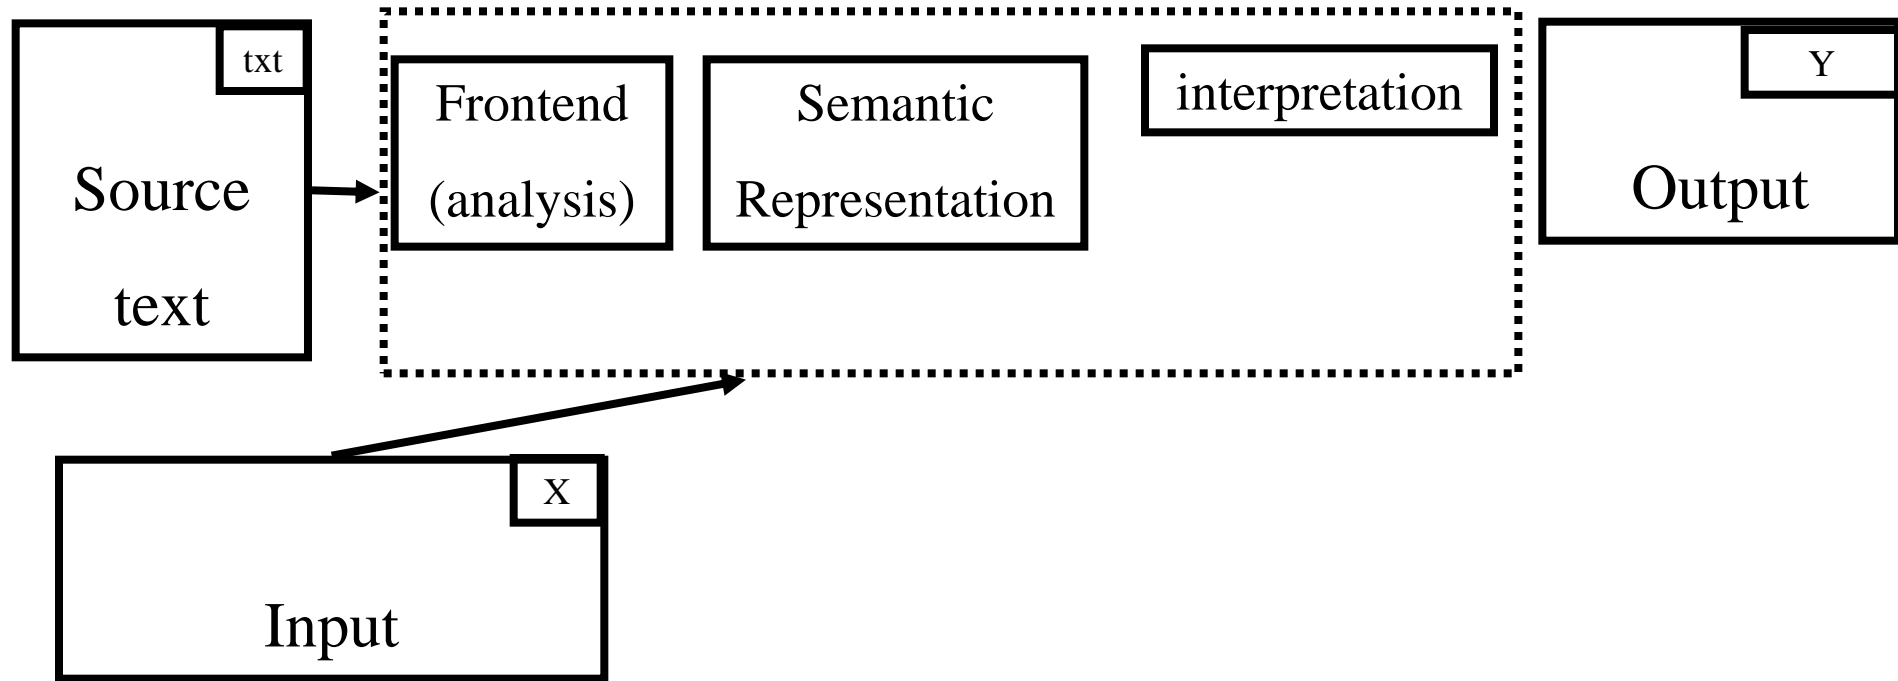 txt
Source
text
Frontend
(analysis)
Semantic
Representation
interpretation
Y
Output
X
Input